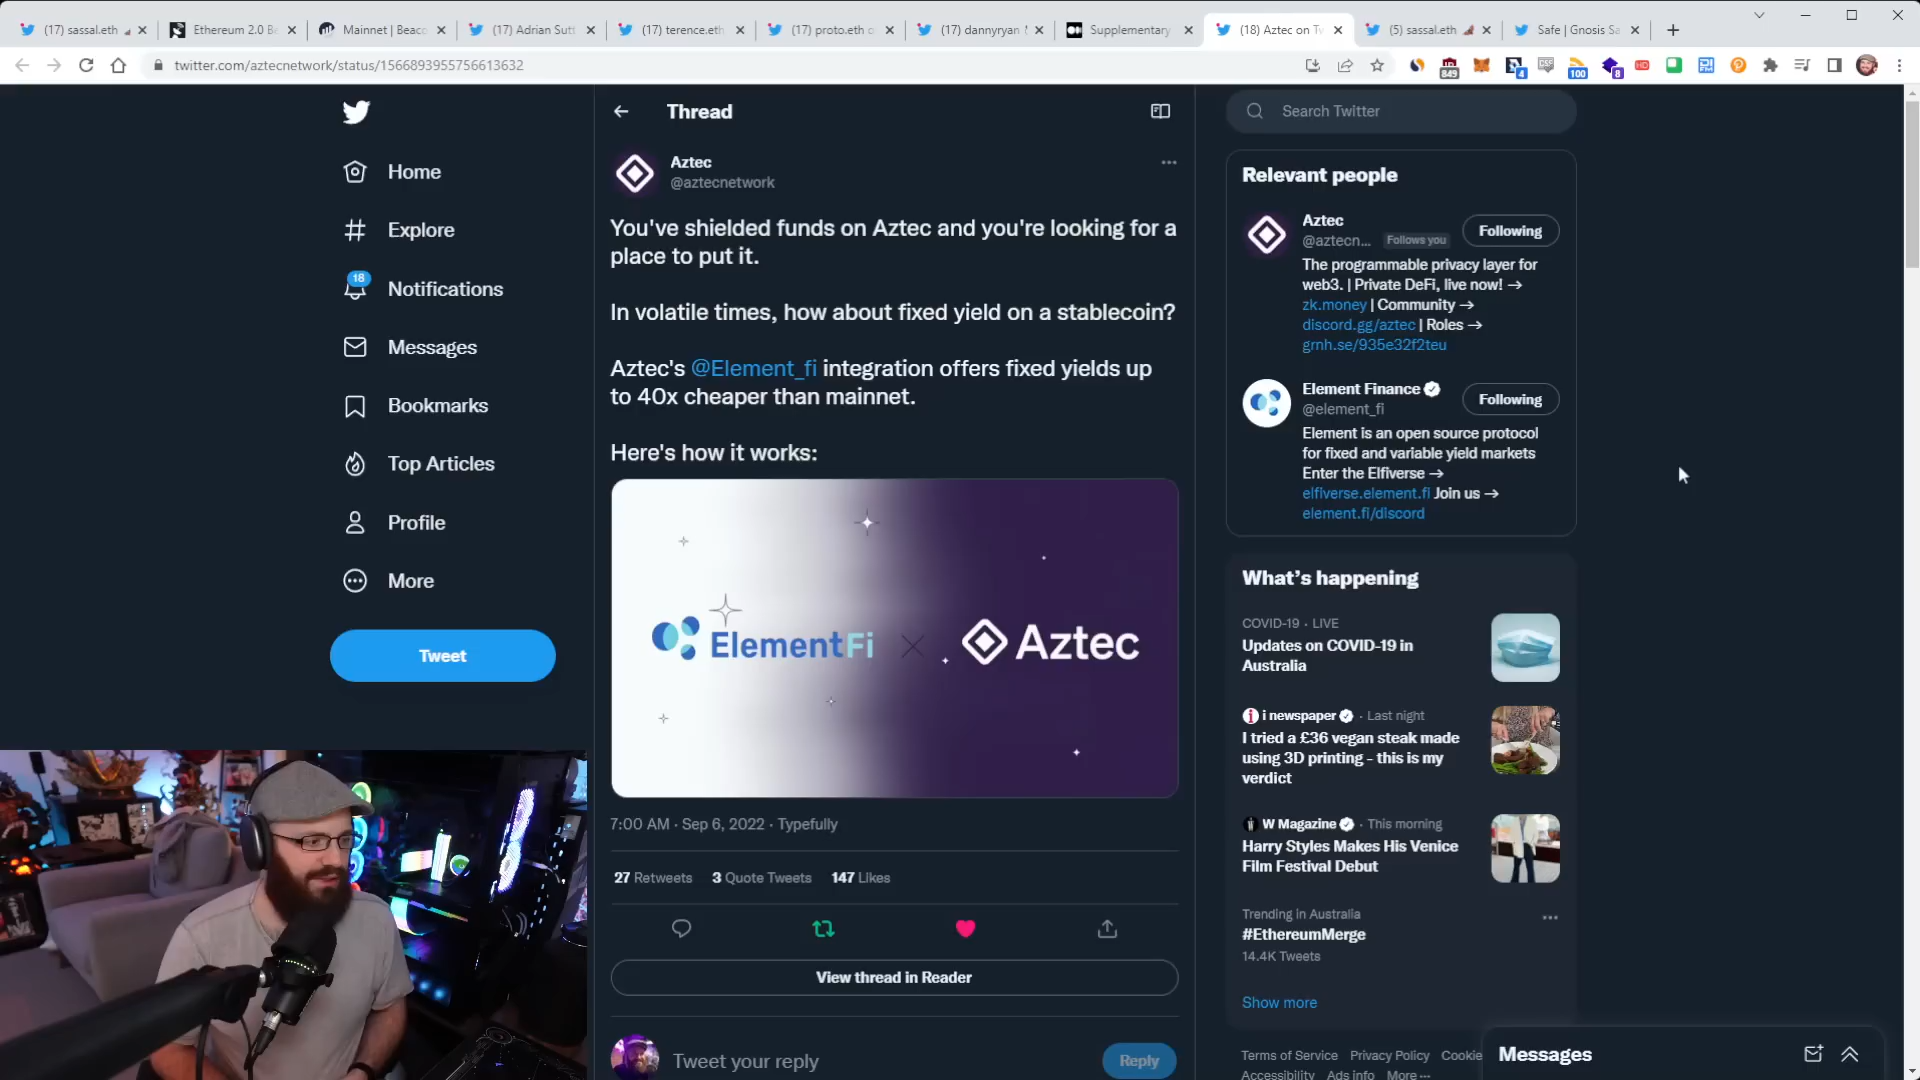 (17) sassal.eth
Ethereum 2.0 B
Mainnet | Beac
(17) Adrian Sutt
(17) terence.eth
(17) proto.eth
(17) dannyryan
Supplementary
(18) Aztec on Tw
(5) sassal.eth
Safe | Gnosis Sa
twitter.com/aztecnetwork/status/1566893955756613632
849
4
100
8
HD
Home
Explore
18
Notifications
Messages
Bookmarks
Top Articles
Profile
More
Tweet
Thread
Aztec
@aztecnetwork
You've shielded funds on Aztec and you're looking for a
place to put it.
In volatile times, how about fixed yield on a stablecoin?
Aztec's @Element_fi integration offers fixed yields up
to 40x cheaper than mainnet.
Here's how it works:
ElementFi
Aztec
7:00 AM · Sep 6, 2022 · Typefully
27 Retweets 3 Quote Tweets 147 Likes
View thread in Reader
Tweet your reply
Reply
Search Twitter
Relevant people
Aztec
@aztecn... Follows you
Following
The programmable privacy layer for
web3. | Private DeFi, live now! →
zk.money | Community →
discord.gg/aztec | Roles →
grnh.se/935e32f2teu
Element Finance
@element_fi
Following
Element is an open source protocol
for fixed and variable yield markets
Enter the Elfiverse →
elfiverse.element.fi Join us →
element.fi/discord
What's happening
COVID-19 · LIVE
Updates on COVID-19 in
Australia
i newspaper · Last night
I tried a £36 vegan steak made
using 3D printing - this is my
verdict
W Magazine · This morning
Harry Styles Makes His Venice
Film Festival Debut
Trending in Australia
#EthereumMerge
14.4K Tweets
Show more
Terms of Service Privacy Policy Cookie
Accessibility Ads info More ...
Messages